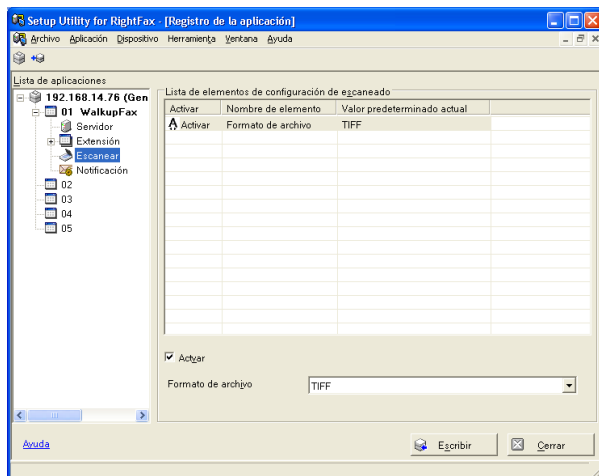 Setup Utility for RightFax - [Registro de la aplicación]
Archivo Aplicación Dispositivo Herramienta Ventana Ayuda
Lista de aplicaciones
192.168.14.76 (Gen
01 WalkupFax
Servidor
Extensión
Escanear
Notificación
02
03
04
05
Lista de elementos de configuración de escaneado
Activar Nombre de elemento Valor predeterminado actual
Activar Formato de archivo TIFF
Activar
Formato de archivo TIFF
Ayuda
Escribir Cerrar